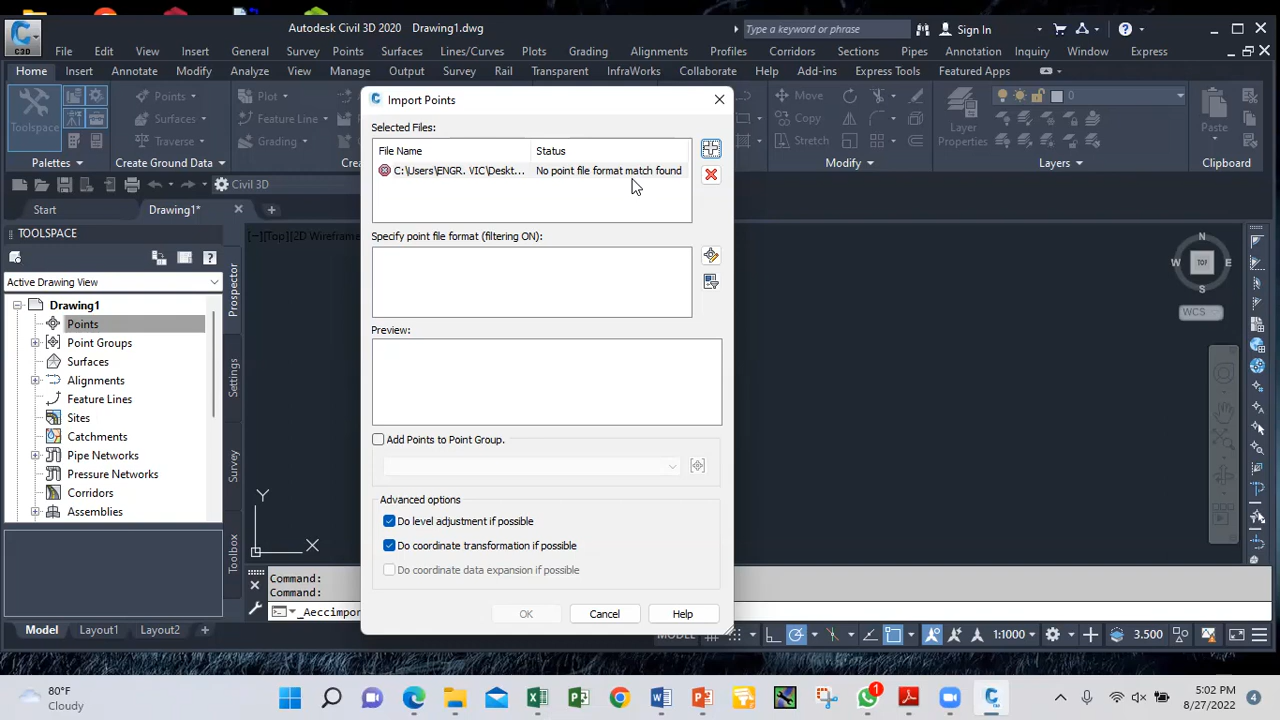 Autodesk Civil 3D 2020 Drawing1.dwg
Type a keyword or phrase
Sign In
C3D
File Edit View Insert General Survey Points Surfaces Lines/Curves Plots Grading Alignments Profiles Corridors Sections Pipes Annotation Inquiry Window Express
Home Insert Annotate Modify Analyze View Manage Output Survey Rail Transparent InfraWorks Collaborate Help Add-ins Express Tools Featured Apps
Toolspace
Palettes
Points
Surfaces
Traverse
Create Ground Data
Plot
Feature Line
Move
Copy
Stretch
Modify
Layer
Properties
0
Layers
Paste
Clipboard
Civil 3D
Start
Drawing1*
[−][Top][2D Wirefram
TOOLSPACE
Active Drawing View
Drawing1
Points
Point Groups
Surfaces
Alignments
Feature Lines
Sites
Catchments
Pipe Networks
Pressure Networks
Corridors
Assemblies
Prospector
Settings
Survey
Toolbox
Import Points
Selected Files:
File Name Status
C:\Users\ENGR. VIC\Deskt... No point file format match found
Specify point file format (filtering ON):
Preview:
Add Points to Point Group.
Advanced options
Do level adjustment if possible
Do coordinate transformation if possible
Do coordinate data expansion if possible
OK Cancel Help
N
W TOP E
S
WCS
Y
X
Command:
Command:
_Aeccimpor
Model Layout1 Layout2
MODEL
1:1000
3.500
80°F
Cloudy
1
5:02 PM
8/27/2022
4